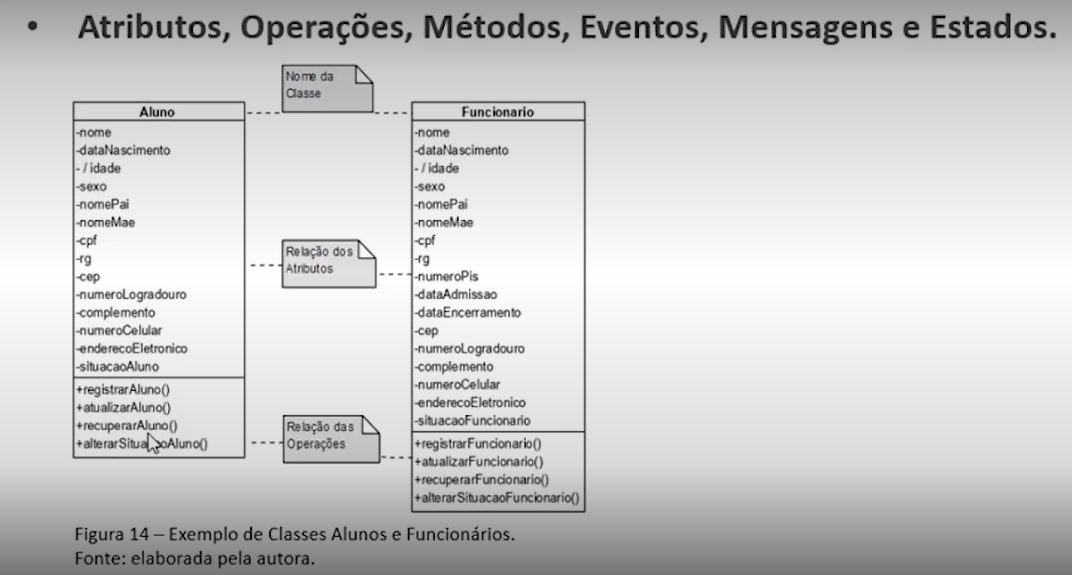 • Atributos, Operações, Métodos, Eventos, Mensagens e Estados.
Nome da
Classe
Aluno
-nome
-dataNascimento
- / idade
-sexo
-nomePai
-nomeMae
-cpf
-rg
-cep
-numeroLogradouro
-complemento
-numeroCelular
-enderecoEletronico
-situacaoAluno
+registrarAluno()
+atualizarAluno()
+recuperarAluno()
+alterarSituacaoAluno()
Relação dos
Atributos
Relação das
Operações
Funcionario
-nome
-dataNascimento
- / idade
-sexo
-nomePai
-nomeMae
-cpf
-rg
-numeroPis
-dataAdmissao
-dataEncerramento
-cep
-numeroLogradouro
-complemento
-numeroCelular
-enderecoEletronico
-situacaoFuncionario
+registrarFuncionario()
+atualizarFuncionario()
+recuperarFuncionario()
+alterarSituacaoFuncionario()
Figura 14 – Exemplo de Classes Alunos e Funcionários.
Fonte: elaborada pela autora.